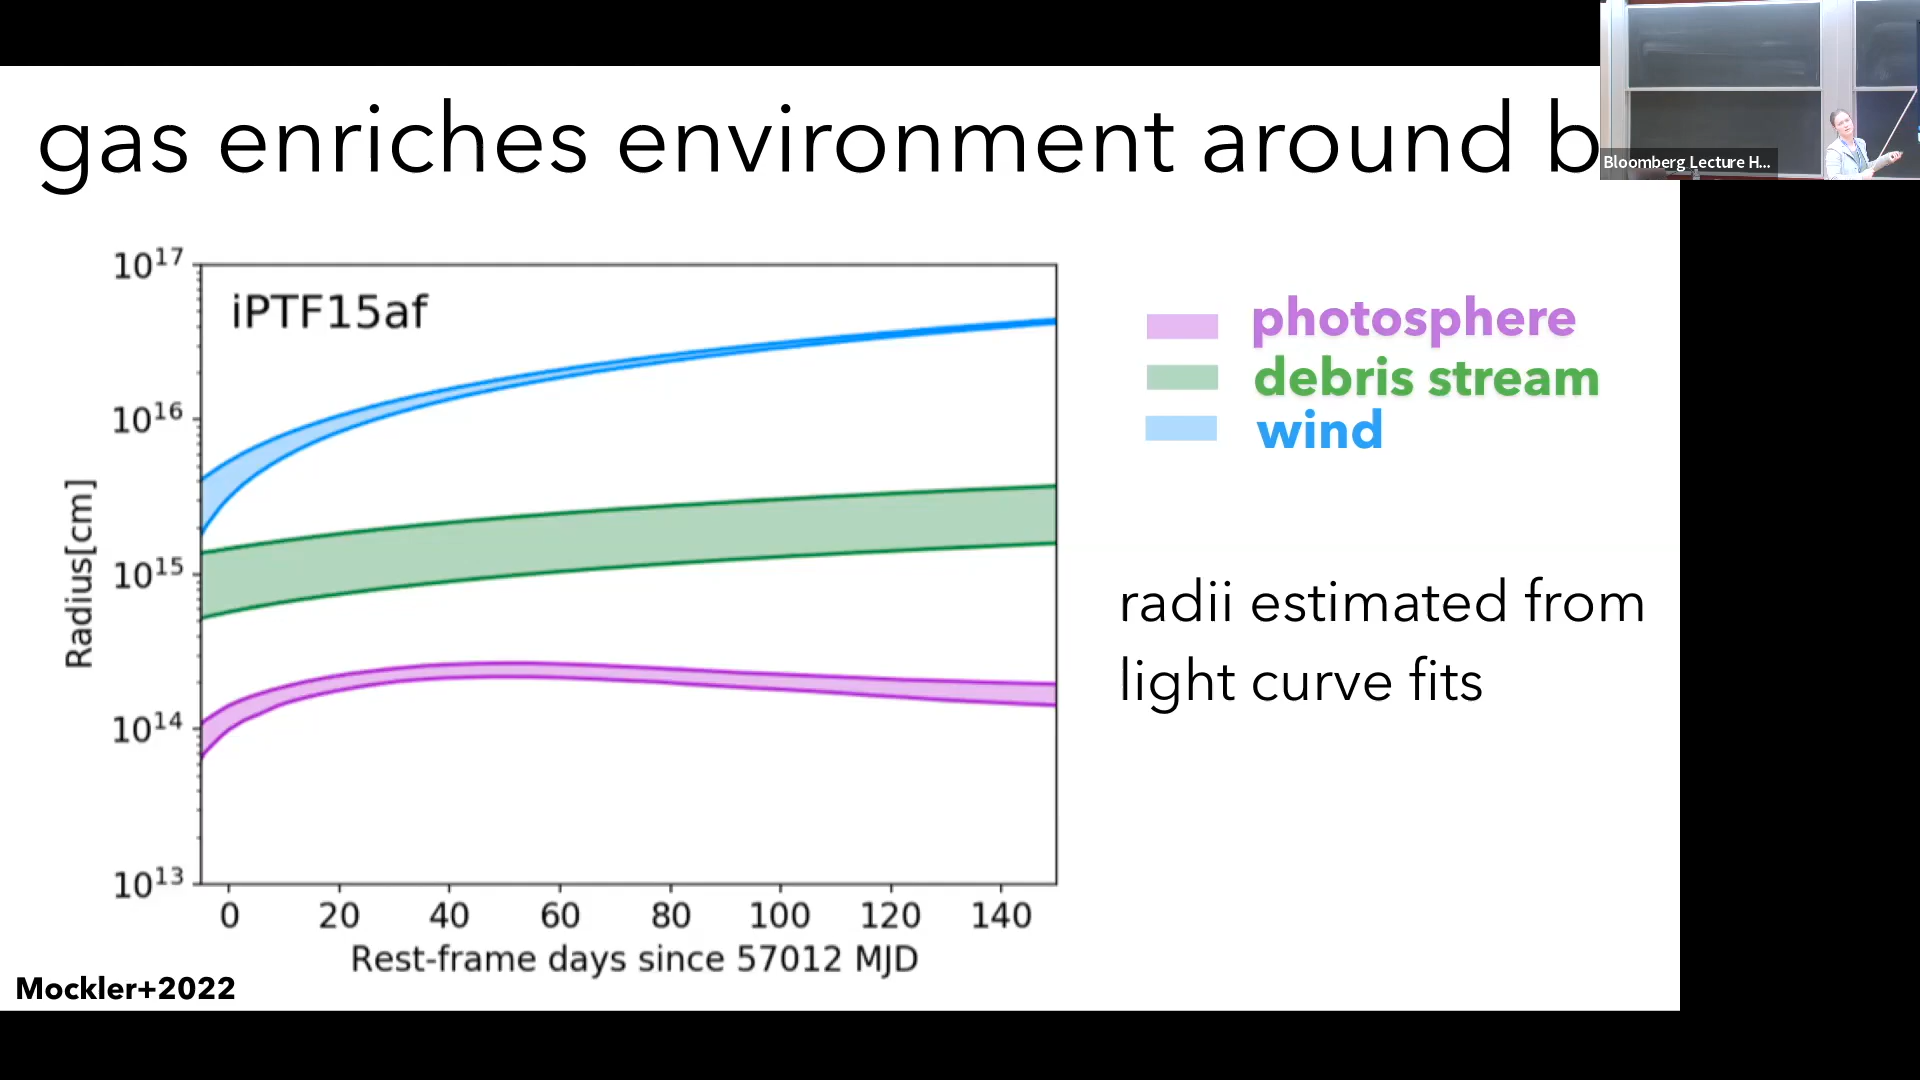 gas enriches environment around b
Bloomberg Lecture H...
10^17
iPTF15af
photosphere
debris stream
wind
10^16
Radius[cm]
10^15
radii estimated from
light curve fits
10^14
10^13
0 20 40 60 80 100 120 140
Rest-frame days since 57012 MJD
Mockler+2022